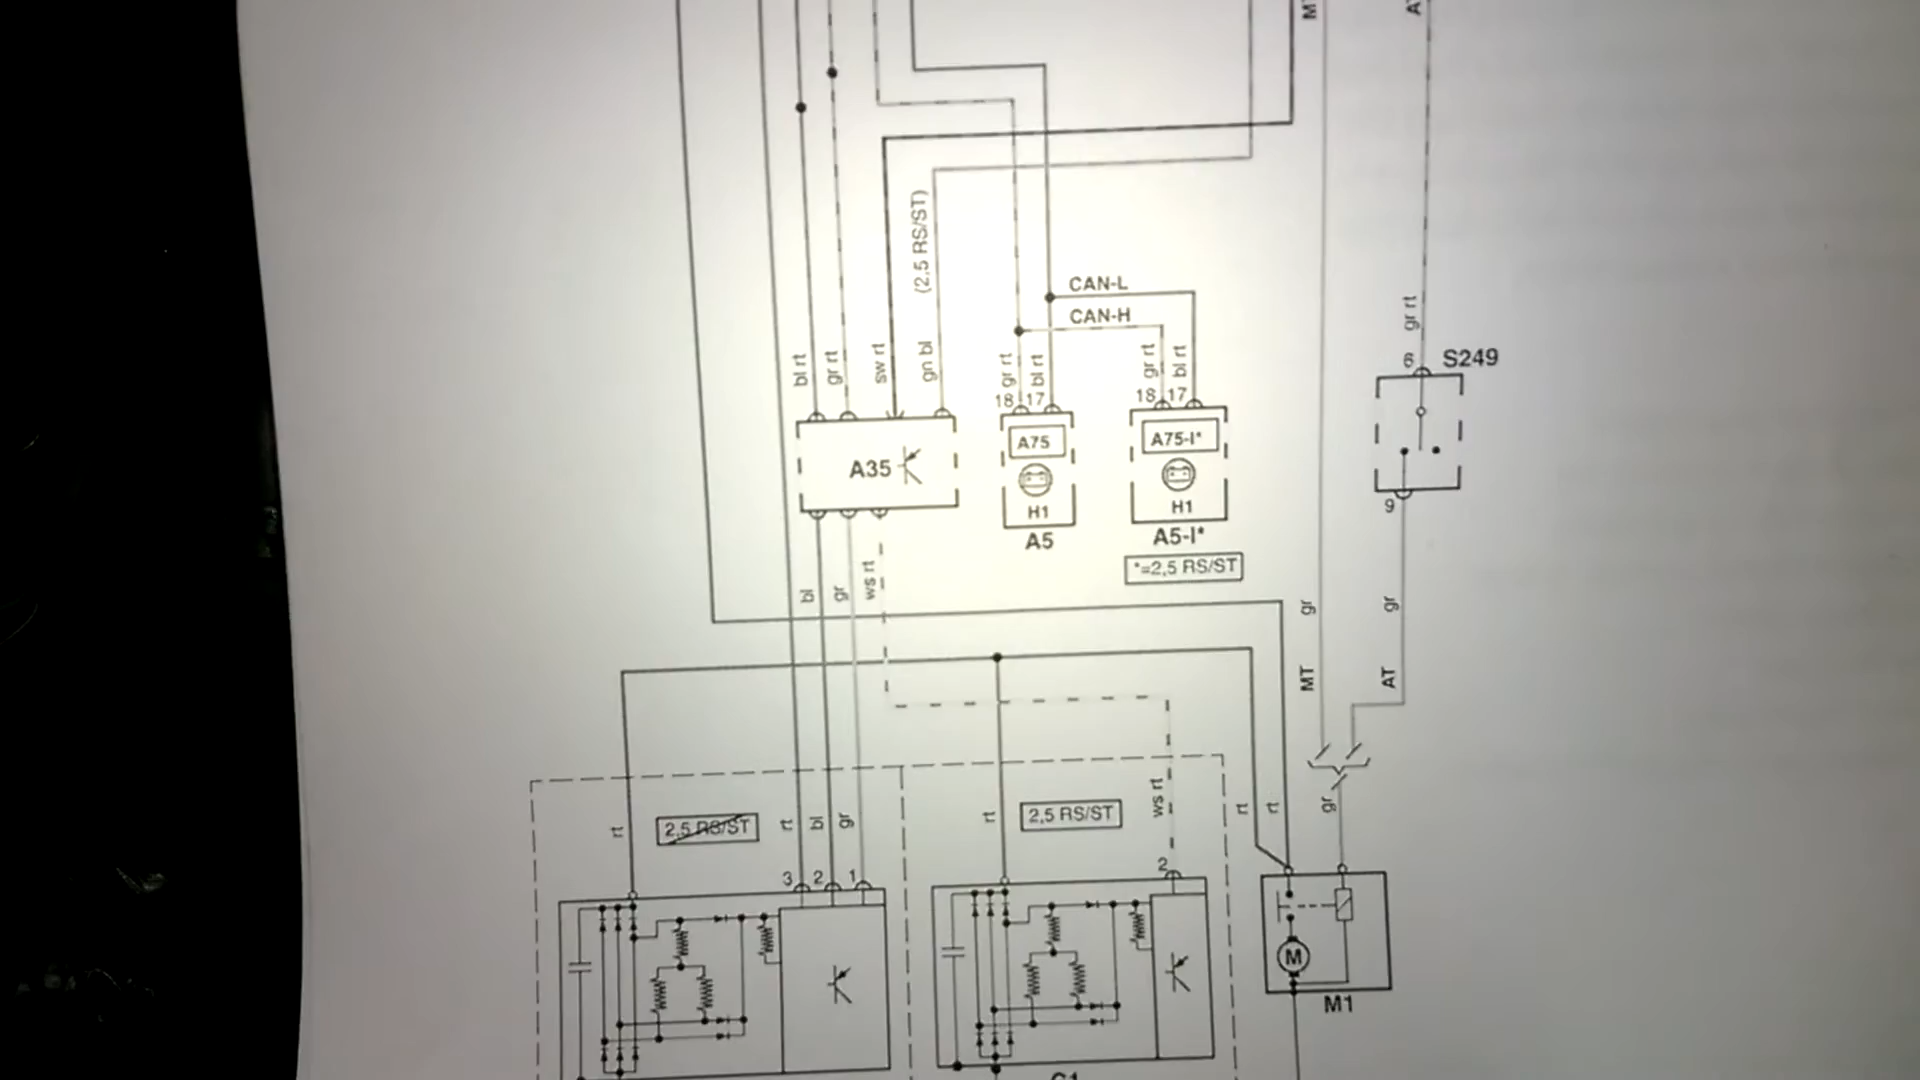 MT
(2,5 RS/ST)
CAN-L
CAN-H
gr rt
bl rt
gr rt
sw rt
gn bl
gr rt
bl rt
gr rt
bl rt
18 17
18 17
6
S249
A35
A75
H1
A5
A75-I*
H1
A5-I*
*=2,5 RS/ST
9
bl
gr
ws rt
gr
gr
MT
AT
rt
2,5 RS/ST
rt
bl
gr
rt
2,5 RS/ST
ws rt
rt
rt
gr
3 2 1
2
M
M1